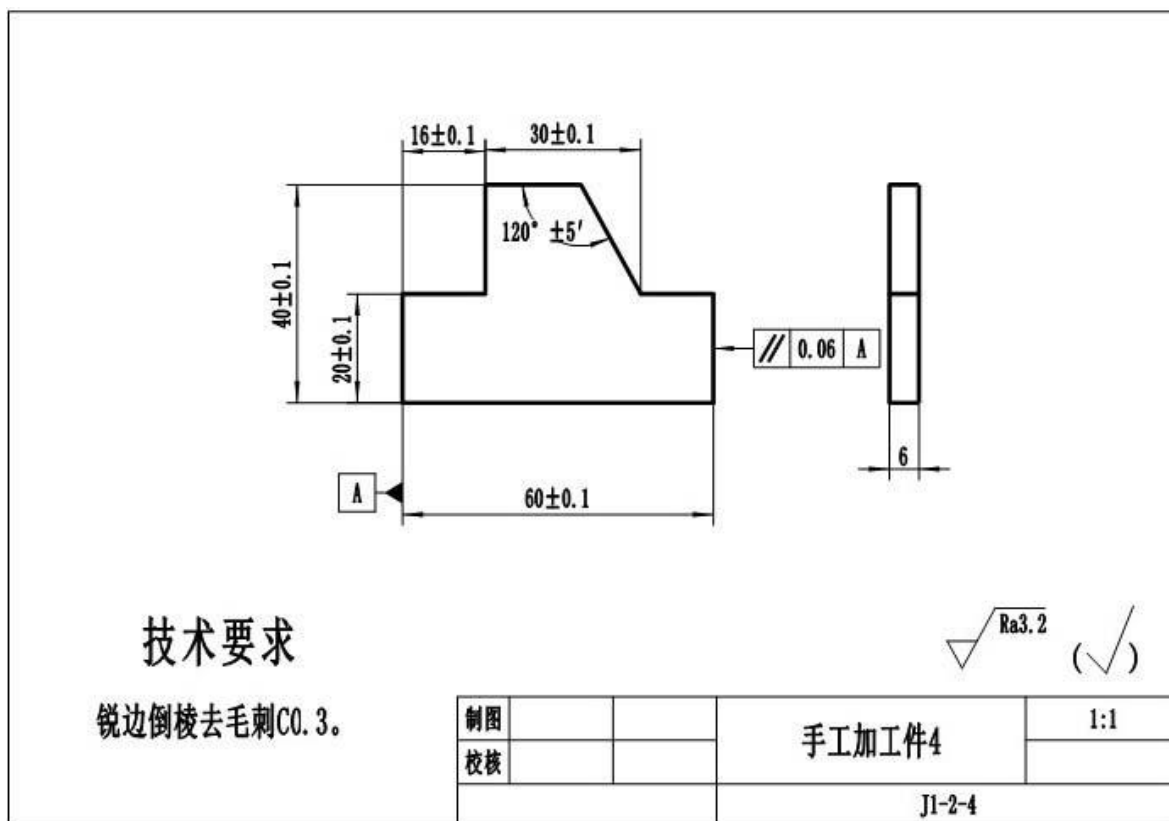 16±0.1
30±0.1
120° ±5′
40±0.1
20±0.1
// 0.06 A
6
A
60±0.1
技术要求
锐边倒棱去毛刺C0.3。
Ra3.2
(√)
制图
手工加工件4
1:1
校核
J1-2-4